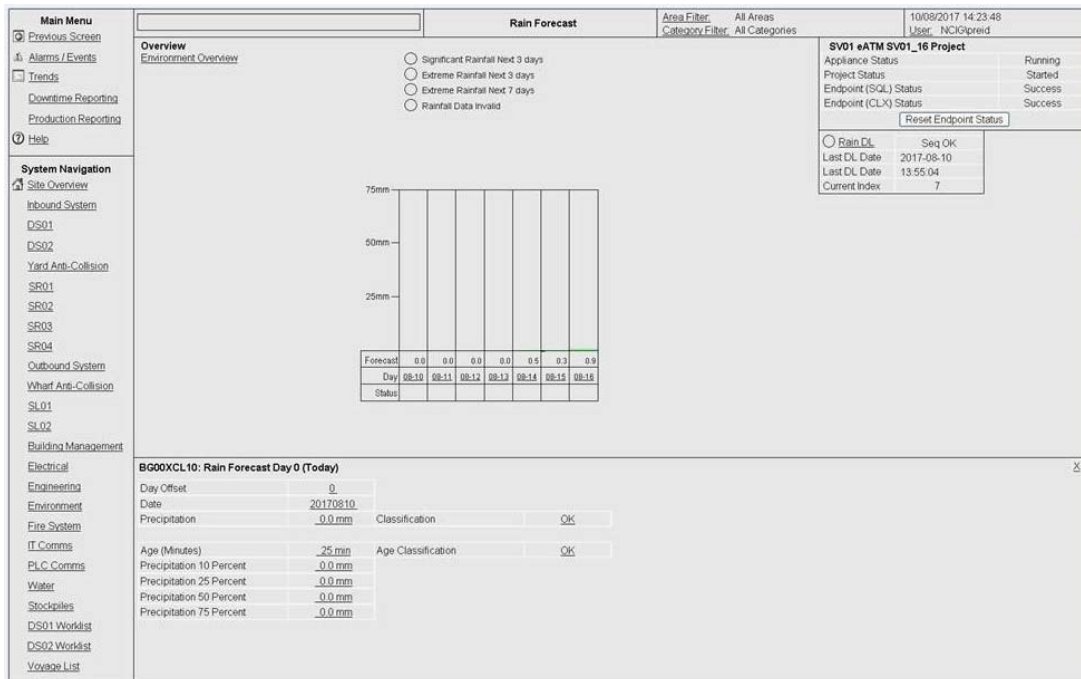 Main Menu
Previous Screen
Alarms / Events
Trends
Downtime Reporting
Production Reporting
Help
System Navigation
Site Overview
Inbound System
DS01
DS02
Yard Anti-Collision
SR01
SR02
SR03
SR04
Outbound System
Wharf Anti-Collision
SL01
SL02
Building Management
Electrical
Engineering
Environment
Fire System
IT Comms
PLC Comms
Water
Stockpiles
DS01 Worklist
DS02 Worklist
Voyage List
Rain Forecast
Area Filter: All Areas
Category Filter: All Categories
10/08/2017 14:23:48
User: NCIG\preid
Overview
Environment Overview
Significant Rainfall Next 3 days
Extreme Rainfall Next 3 days
Extreme Rainfall Next 7 days
Rainfall Data Invalid
SV01 eATM SV01_16 Project
Appliance Status Running
Project Status Started
Endpoint (SQL) Status Success
Endpoint (CLX) Status Success
Reset Endpoint Status
Rain DL Seq OK
Last DL Date 2017-08-10
Last DL Date 13:55:04
Current Index 7
75mm
50mm
25mm
Forecast 0.0 0.0 0.0 0.0 0.5 0.3 0.9
Day 08-10 08-11 08-12 08-13 08-14 08-15 08-16
Status
BG00XCL10: Rain Forecast Day 0 (Today) X
Day Offset 0
Date 20170810
Precipitation 0.0 mm Classification OK
Age (Minutes) 25 min Age Classification OK
Precipitation 10 Percent 0.0 mm
Precipitation 25 Percent 0.0 mm
Precipitation 50 Percent 0.0 mm
Precipitation 75 Percent 0.0 mm